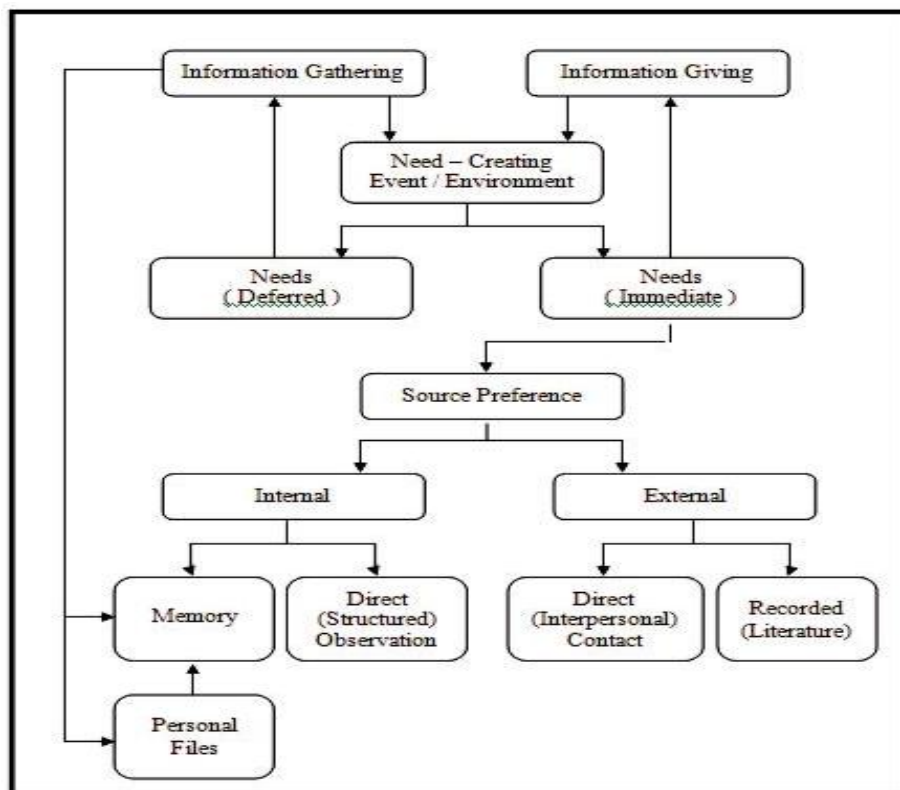 Information Gathering
Information Giving
Need – Creating
Event / Environment
Needs
( Deferred )
Needs
( Immediate )
Source Preference
Internal
External
Memory
Direct
(Structured)
Observation
Direct
(Interpersonal)
Contact
Recorded
(Literature)
Personal
Files